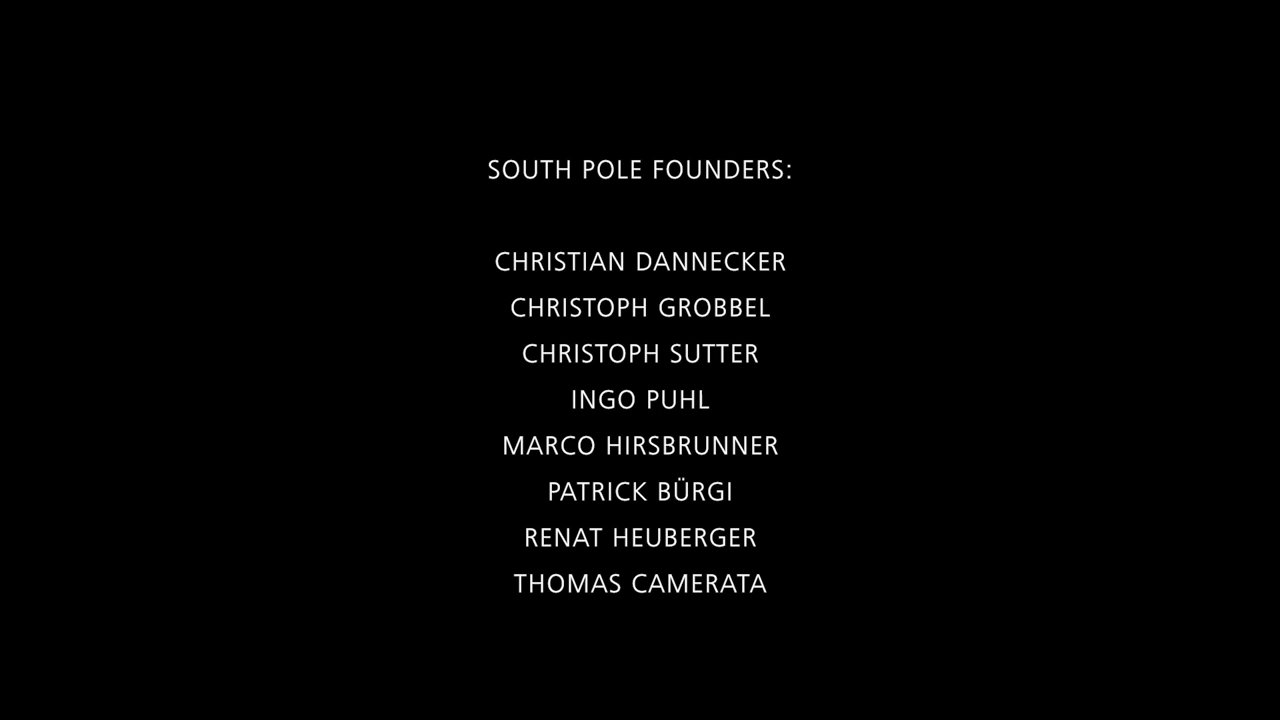 SOUTH POLE FOUNDERS:
CHRISTIAN DANNECKER
CHRISTOPH GROBBEL
CHRISTOPH SUTTER
INGO PUHL
MARCO HIRSBRUNNER
PATRICK BÜRGI
RENAT HEUBERGER
THOMAS CAMERATA